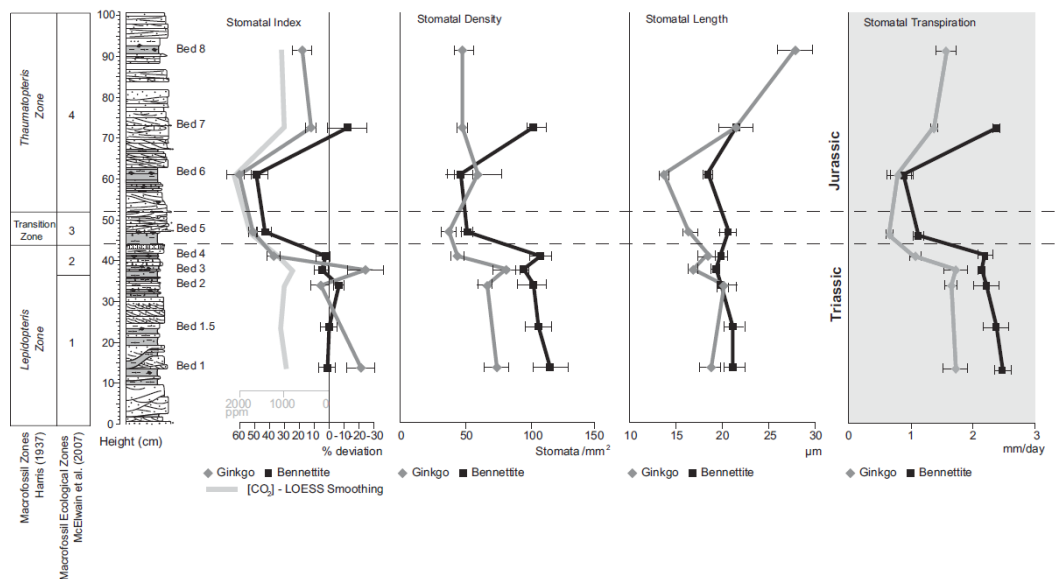 Stomatal Index
Stomatal Density
Stomatal Length
Stomatal Transpiration
100
90
80
70
60
50
40
30
20
10
0
Height (cm)
Thaumatopteris
Zone
Transition
Zone
Lepidopteris
Zone
4
3
2
1
Macrofossil Zones
Harris (1937)
Macrofossil Ecological Zones
McElwain et al. (2007)
Bed 8
Bed 7
Bed 6
Bed 5
Bed 4
Bed 3
Bed 2
Bed 1.5
Bed 1
2000 1000 0
ppm
60 50 40 30 20 10 0 -10 -20 -30
% deviation
Ginkgo Bennettite
[CO2] - LOESS Smoothing
0 50 100 150
Stomata /mm2
Ginkgo Bennettite
10 15 20 25 30
µm
Ginkgo Bennettite
Jurassic
Triassic
0 1 2 3
mm/day
Ginkgo Bennettite